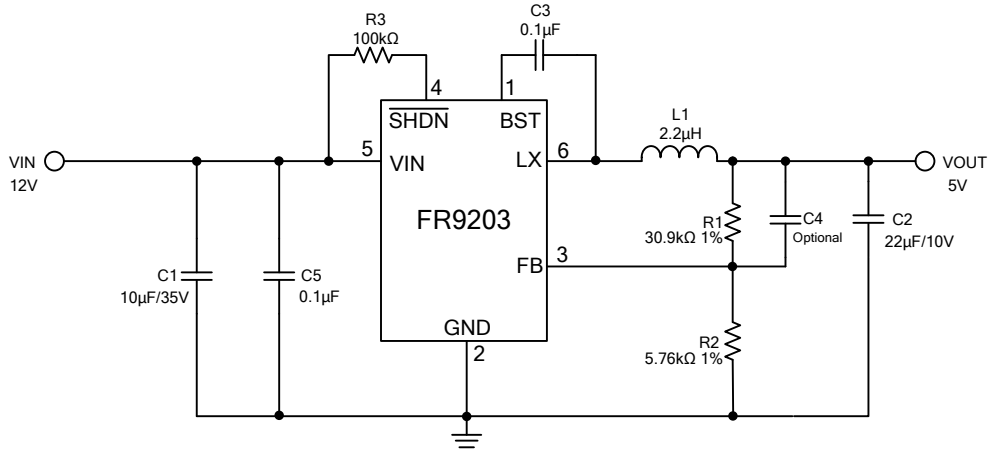 R3
100kΩ
C3
0.1µF
4
1
SHDN
BST
L1
2.2µH
VIN
12V
5
VIN
LX
6
VOUT
5V
FR9203
R1
30.9kΩ 1%
C4
Optional
C2
22µF/10V
FB
3
C1
10µF/35V
C5
0.1µF
GND
2
R2
5.76kΩ 1%